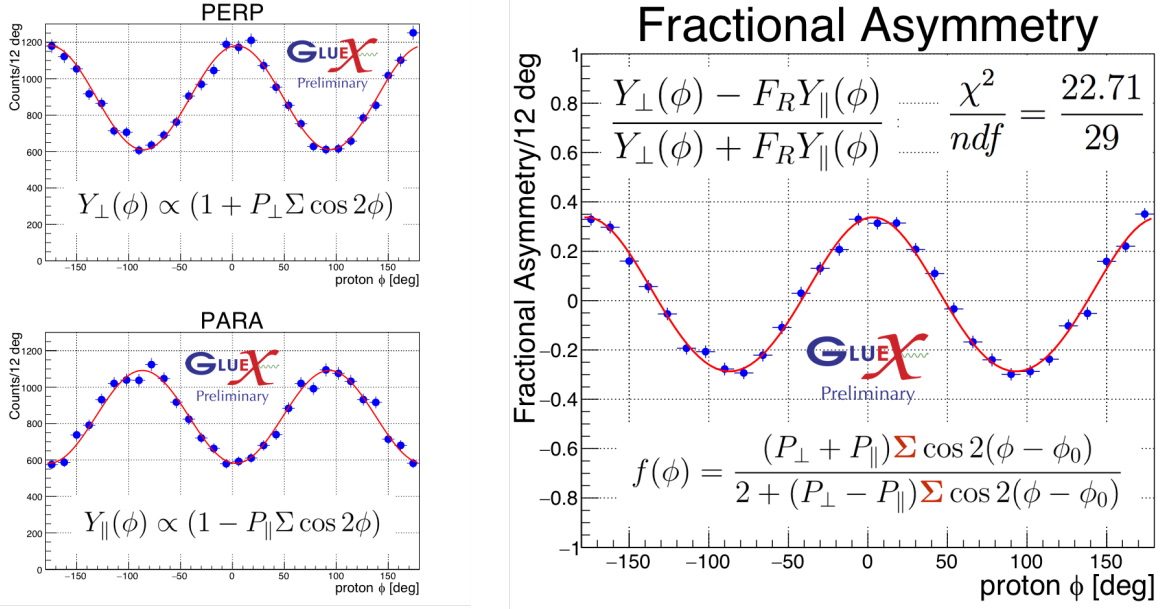 PERP
Counts/12 deg
1200
1000
800
600
400
200
0
GLUEX
Preliminary
Y⊥(ϕ) ∝ (1 + P⊥Σ cos 2ϕ)
−150 −100 −50 0 50 100 150
proton ϕ [deg]
PARA
Counts/12 deg
1200
1000
800
600
400
200
0
GLUEX
Preliminary
Y∥(ϕ) ∝ (1 − P∥Σ cos 2ϕ)
−150 −100 −50 0 50 100 150
proton ϕ [deg]
Fractional Asymmetry
Fractional Asymmetry/12 deg
1
0.8
0.6
0.4
0.2
0
−0.2
−0.4
−0.6
−0.8
−1
Y⊥(ϕ) − F_R Y∥(ϕ)
Y⊥(ϕ) + F_R Y∥(ϕ)
:
χ² / ndf = 22.71 / 29
GLUEX
Preliminary
f(ϕ) = (P⊥ + P∥)Σ cos 2(ϕ − ϕ₀)
2 + (P⊥ − P∥)Σ cos 2(ϕ − ϕ₀)
−150 −100 −50 0 50 100 150
proton ϕ [deg]